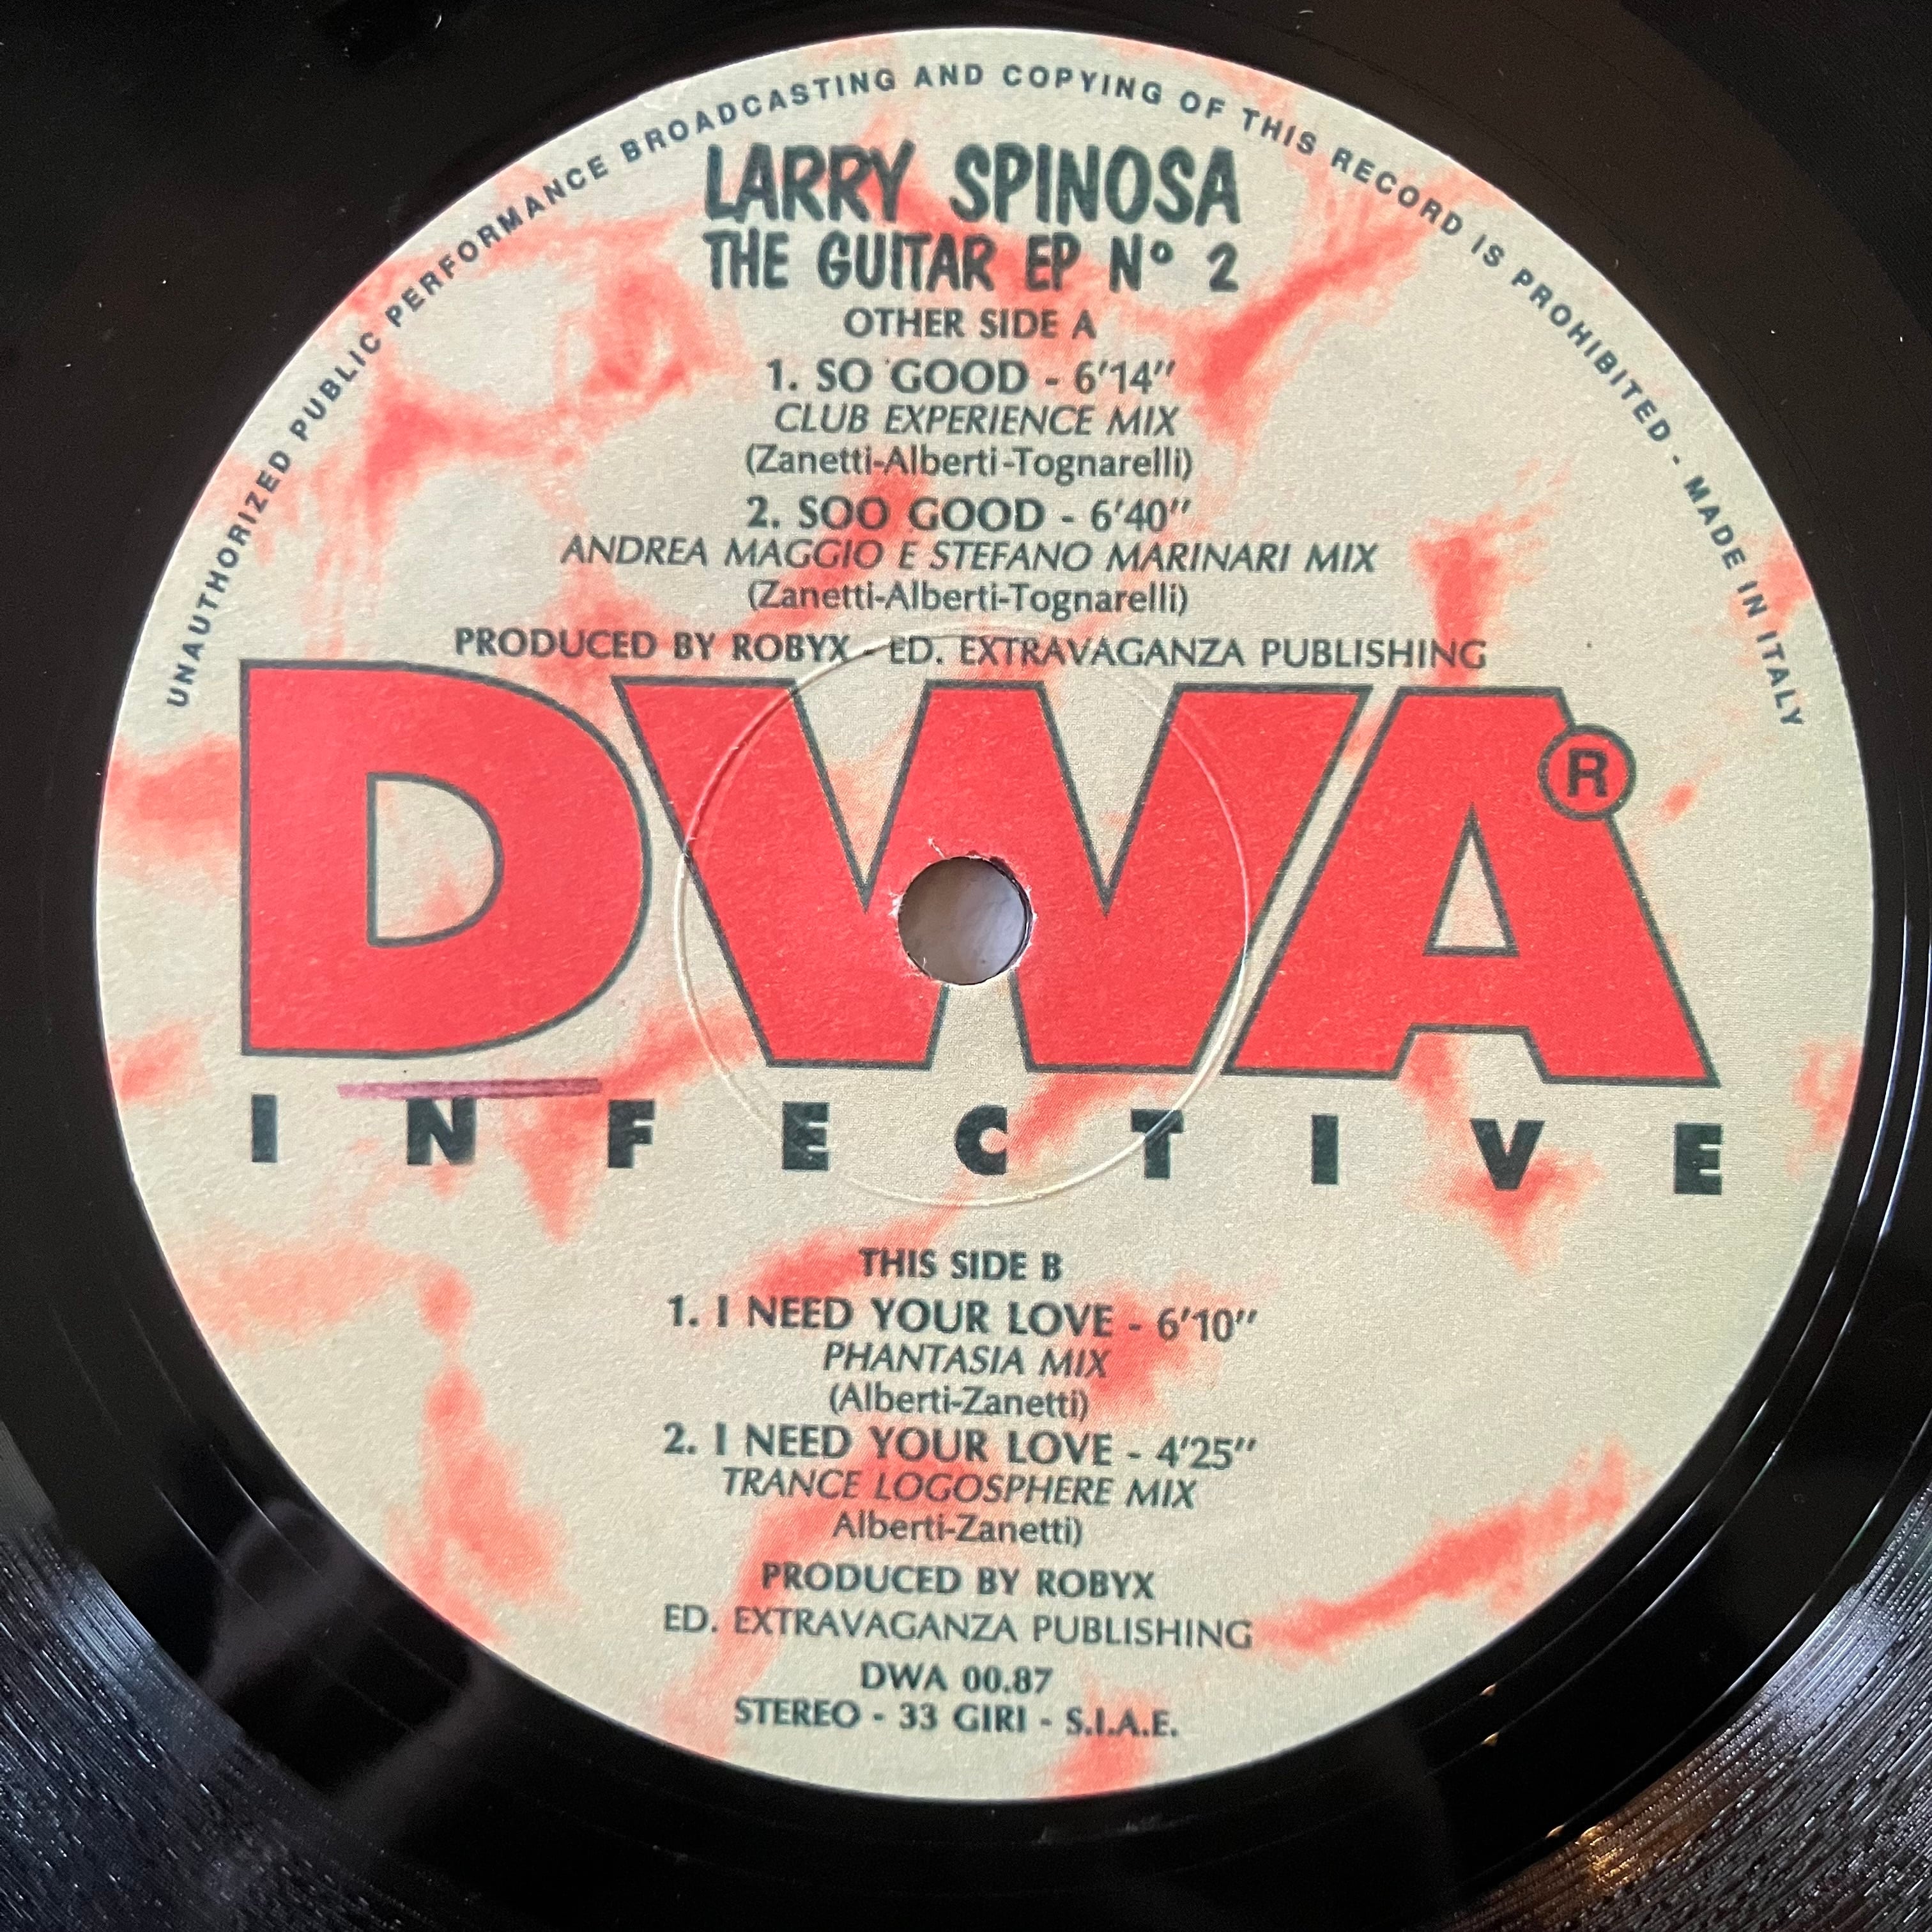 UNAUTHORIZED PUBLIC PERFORMANCE BROADCASTING AND COPYING OF THIS RECORD IS PROHIBITED - MADE IN ITALY
LARRY SPINOSA
THE GUITAR EP N° 2
OTHER SIDE A
1. SO GOOD - 6'14"
CLUB EXPERIENCE MIX
(Zanetti-Alberti-Tognarelli)
2. SOO GOOD - 6'40"
ANDREA MAGGIO E STEFANO MARINARI MIX
(Zanetti-Alberti-Tognarelli)
PRODUCED BY ROBYX - ED. EXTRAVAGANZA PUBLISHING
DWA®
INFECTIVE
THIS SIDE B
1. I NEED YOUR LOVE - 6'10"
PHANTASIA MIX
(Alberti-Zanetti)
2. I NEED YOUR LOVE - 4'25"
TRANCE LOGOSPHERE MIX
Alberti-Zanetti)
PRODUCED BY ROBYX
ED. EXTRAVAGANZA PUBLISHING
DWA 00.87
STEREO - 33 GIRI - S.I.A.E.